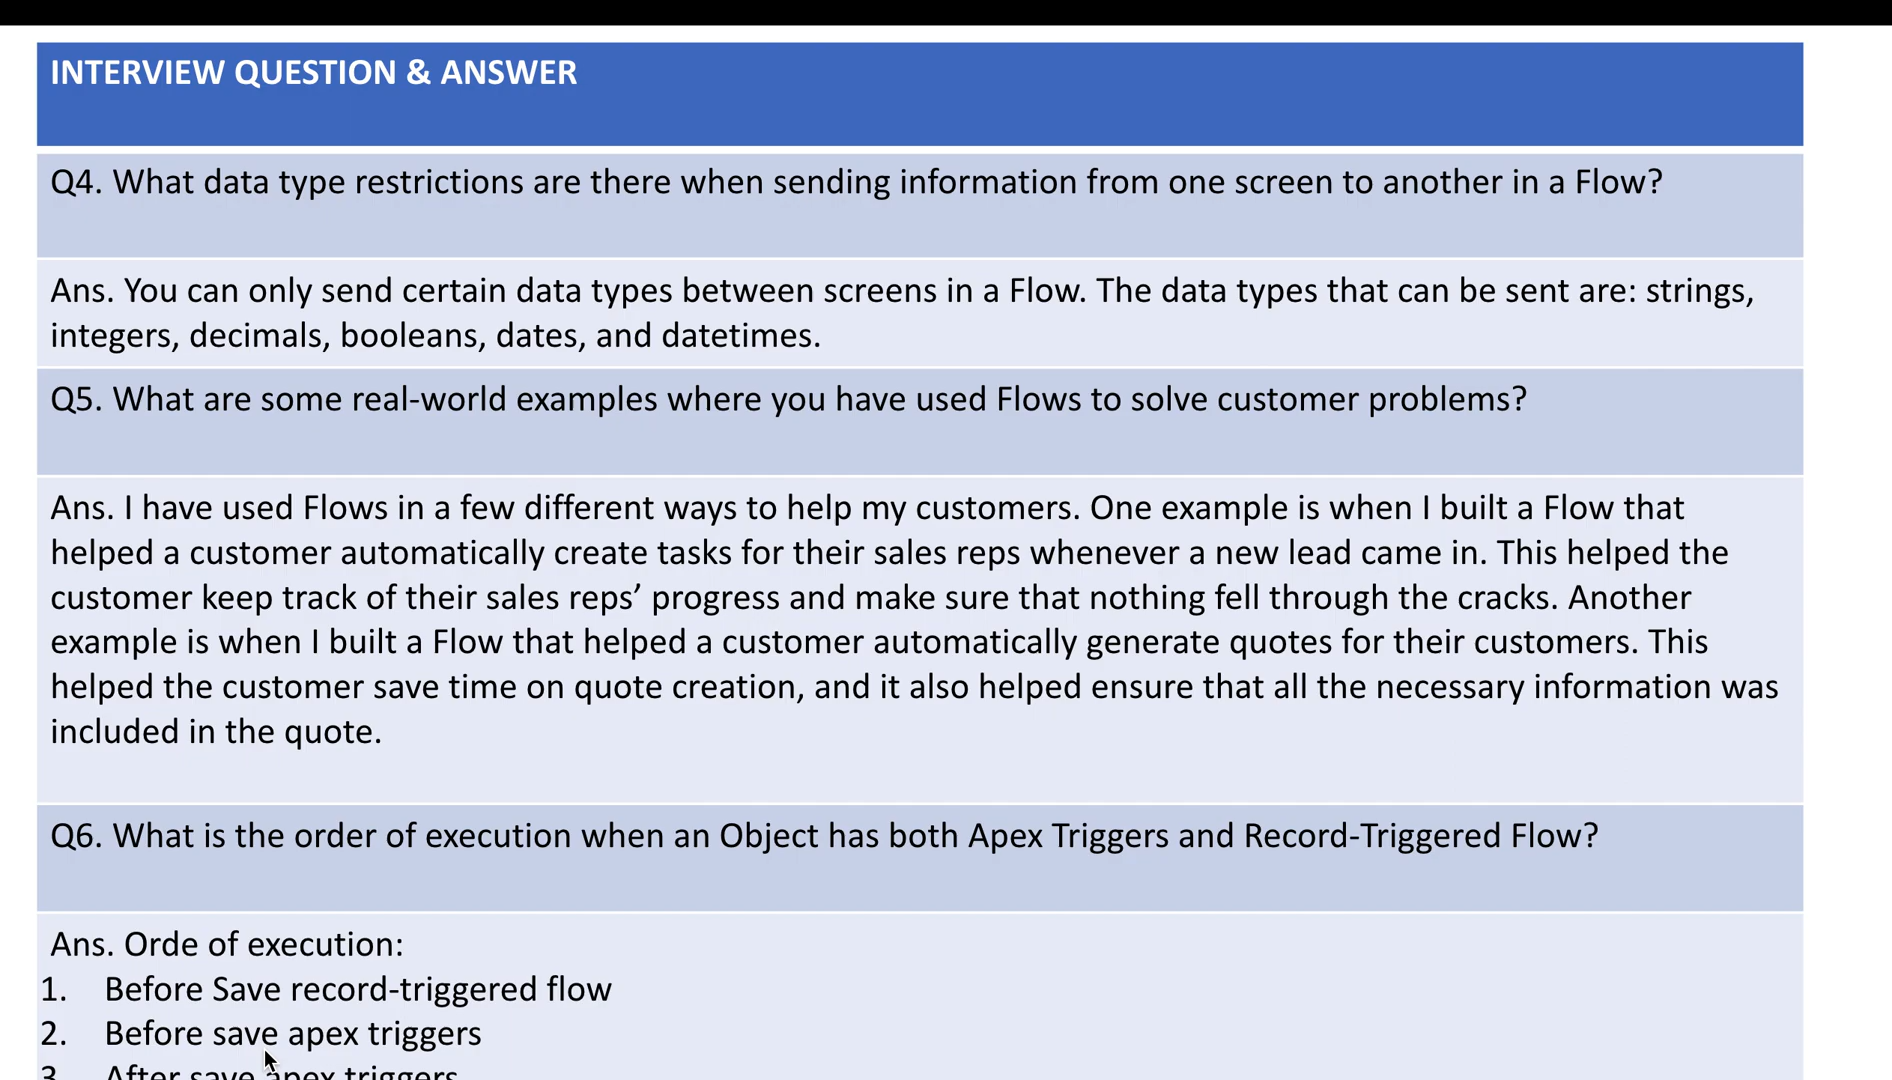 INTERVIEW QUESTION & ANSWER
Q4. What data type restrictions are there when sending information from one screen to another in a Flow?
Ans. You can only send certain data types between screens in a Flow. The data types that can be sent are: strings,
integers, decimals, booleans, dates, and datetimes.
Q5. What are some real-world examples where you have used Flows to solve customer problems?
Ans. I have used Flows in a few different ways to help my customers. One example is when I built a Flow that
helped a customer automatically create tasks for their sales reps whenever a new lead came in. This helped the
customer keep track of their sales reps’ progress and make sure that nothing fell through the cracks. Another
example is when I built a Flow that helped a customer automatically generate quotes for their customers. This
helped the customer save time on quote creation, and it also helped ensure that all the necessary information was
included in the quote.
Q6. What is the order of execution when an Object has both Apex Triggers and Record-Triggered Flow?
Ans. Orde of execution:
1. Before Save record-triggered flow
2. Before save apex triggers
3. After save apex triggers